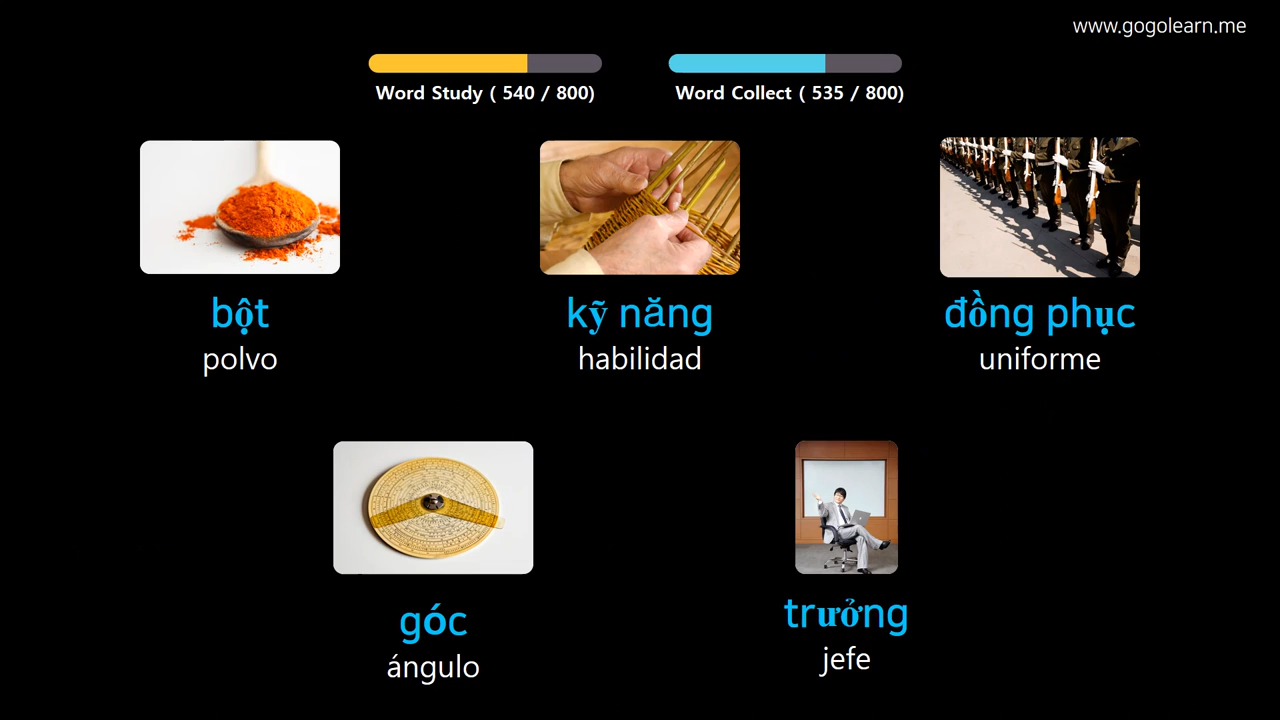 www.gogolearn.me
Word Study ( 540 / 800)
Word Collect ( 535 / 800)
bột
polvo
kỹ năng
habilidad
đồng phục
uniforme
góc
ángulo
trưởng
jefe